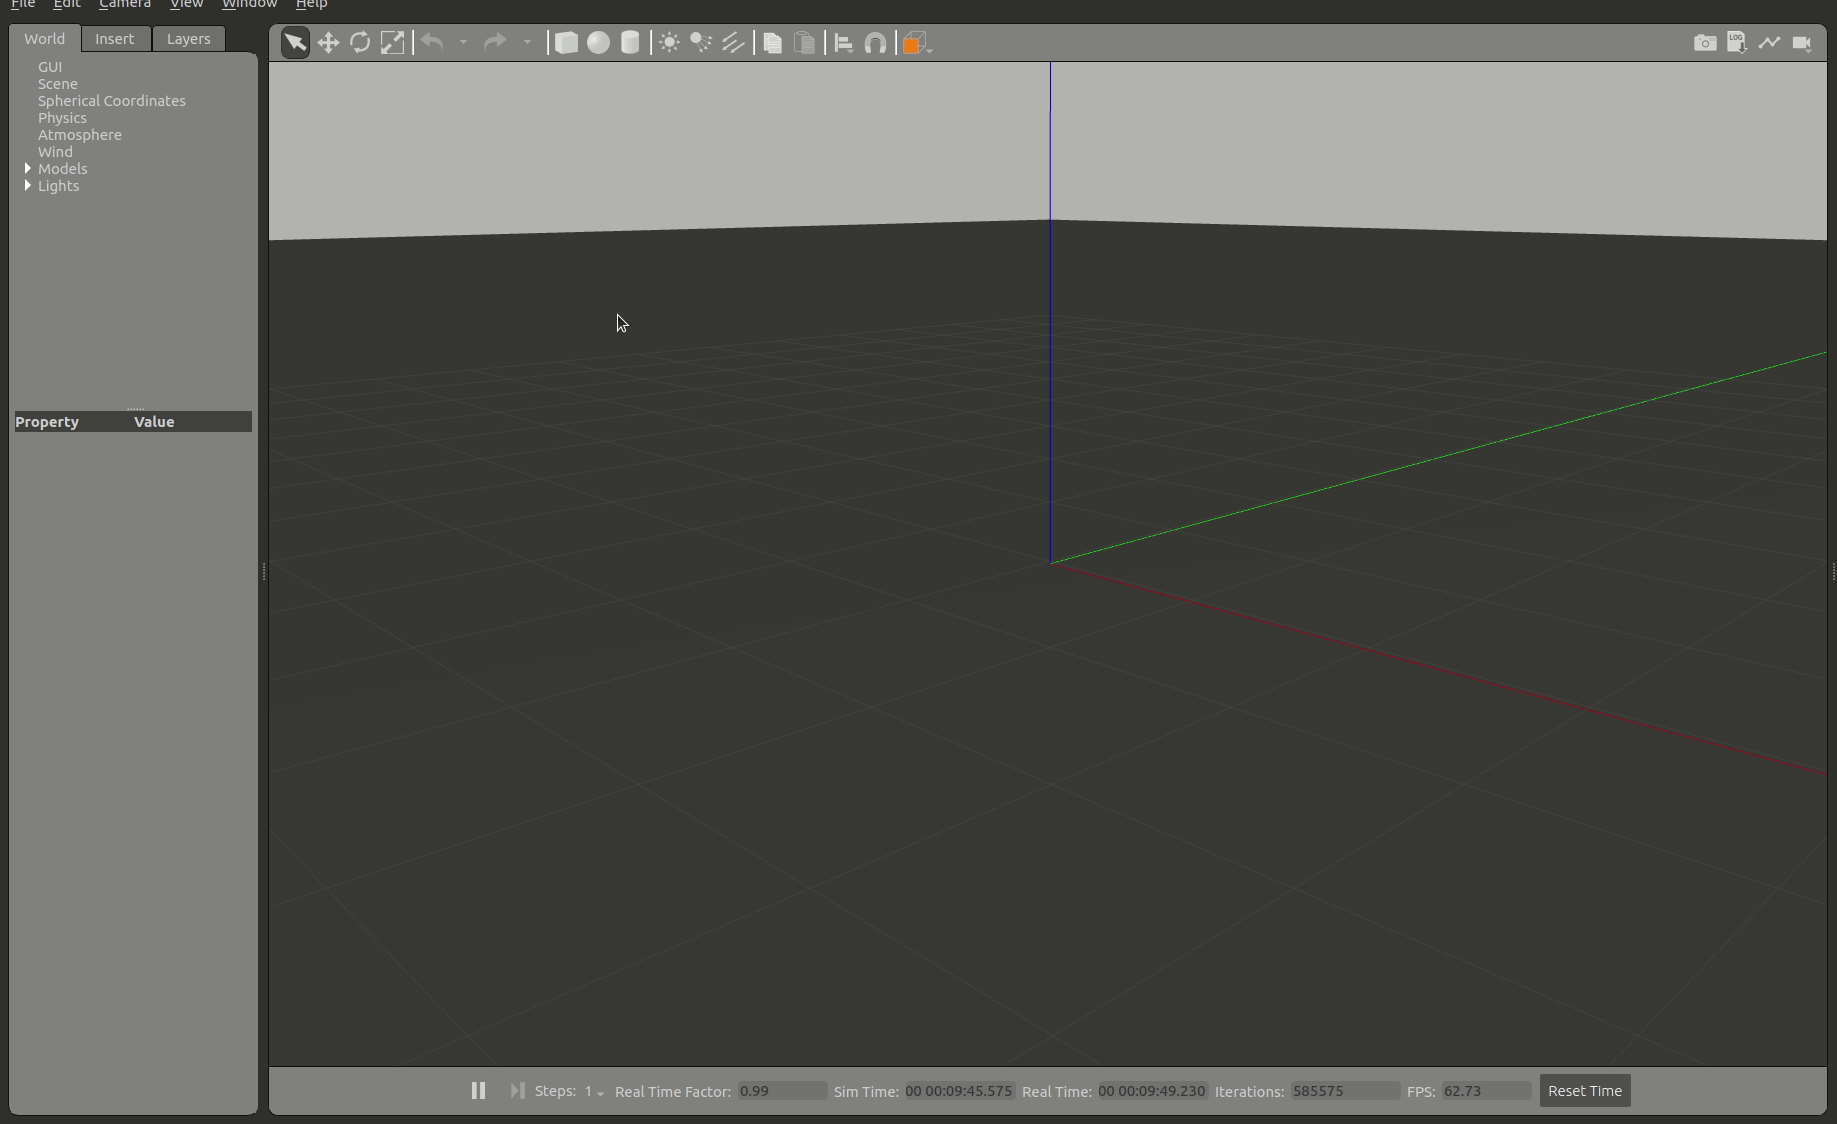 File Edit Camera View Window Help
World Insert Layers
LOG
GUI
Scene
Spherical Coordinates
Physics
Atmosphere
Wind
Models
Lights
Property Value
Steps: 1 Real Time Factor: 0.99 Sim Time: 00 00:09:45.575 Real Time: 00 00:09:49.230 Iterations: 585575 FPS: 62.73 Reset Time